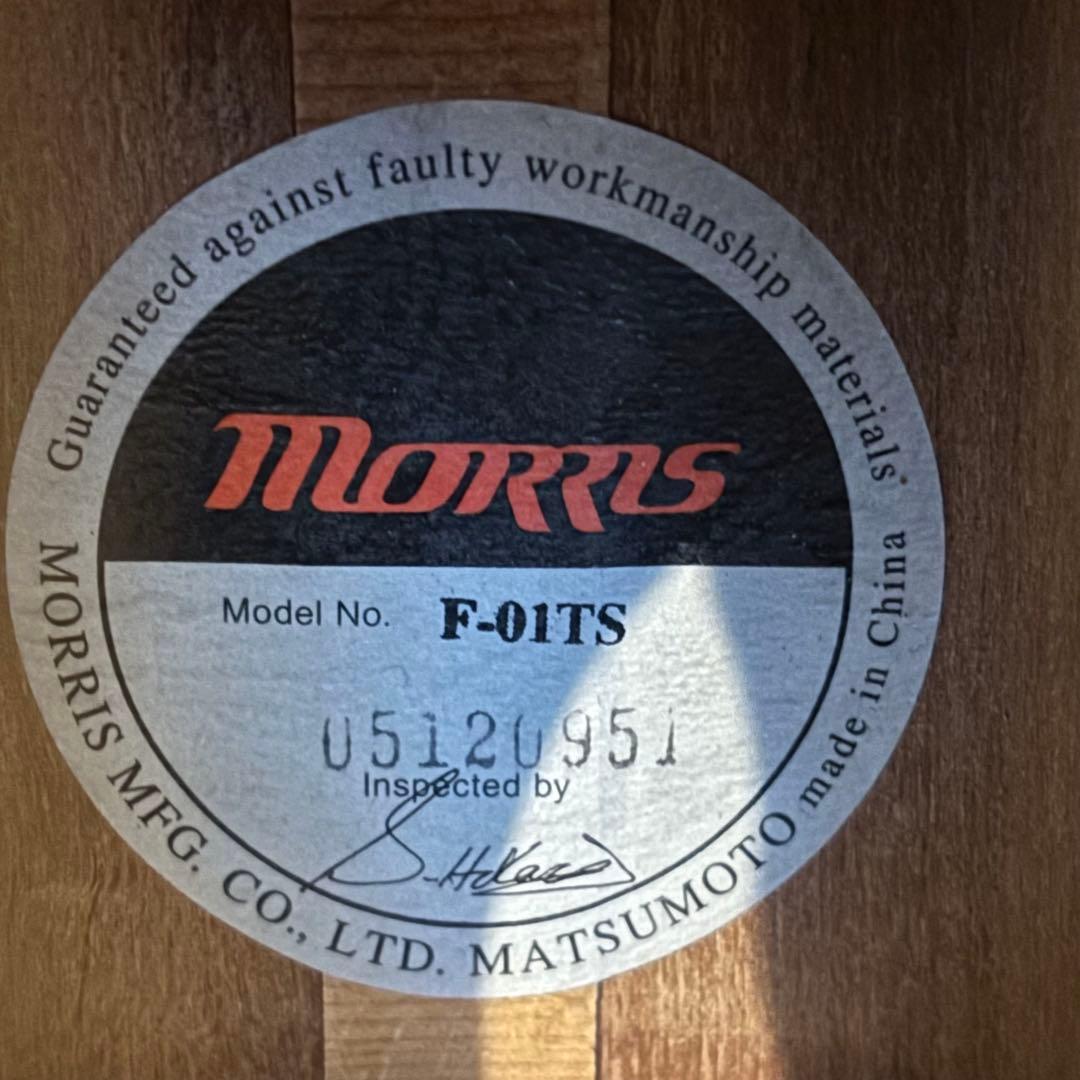 Guaranteed against faulty workmanship materials
MORRIS
Model No. F-01TS
05120951
Inspected by
MORRIS MFG. CO., LTD. MATSUMOTO made in China